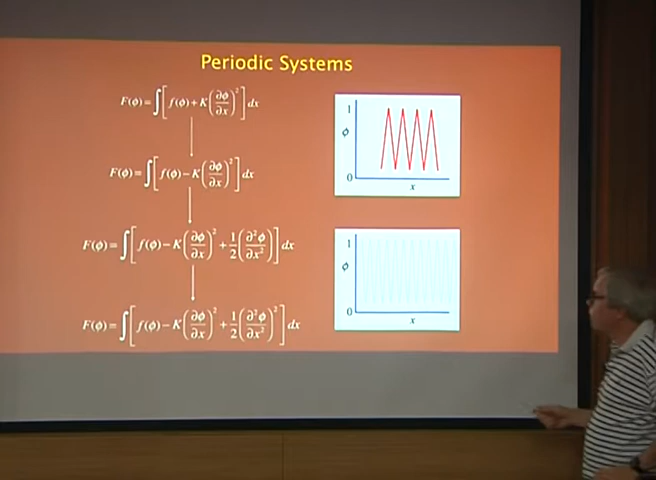 Periodic Systems
F(ϕ)=∫[f(ϕ)+K(∂ϕ/∂x)²]dx
F(ϕ)=∫[f(ϕ)−K(∂ϕ/∂x)²]dx
F(ϕ)=∫[f(ϕ)−K(∂ϕ/∂x)²+1/2(∂²ϕ/∂x²)]dx
F(ϕ)=∫[f(ϕ)−K(∂ϕ/∂x)²+1/2(∂²ϕ/∂x²)²]dx
1
ϕ
0
x
1
ϕ
0
x